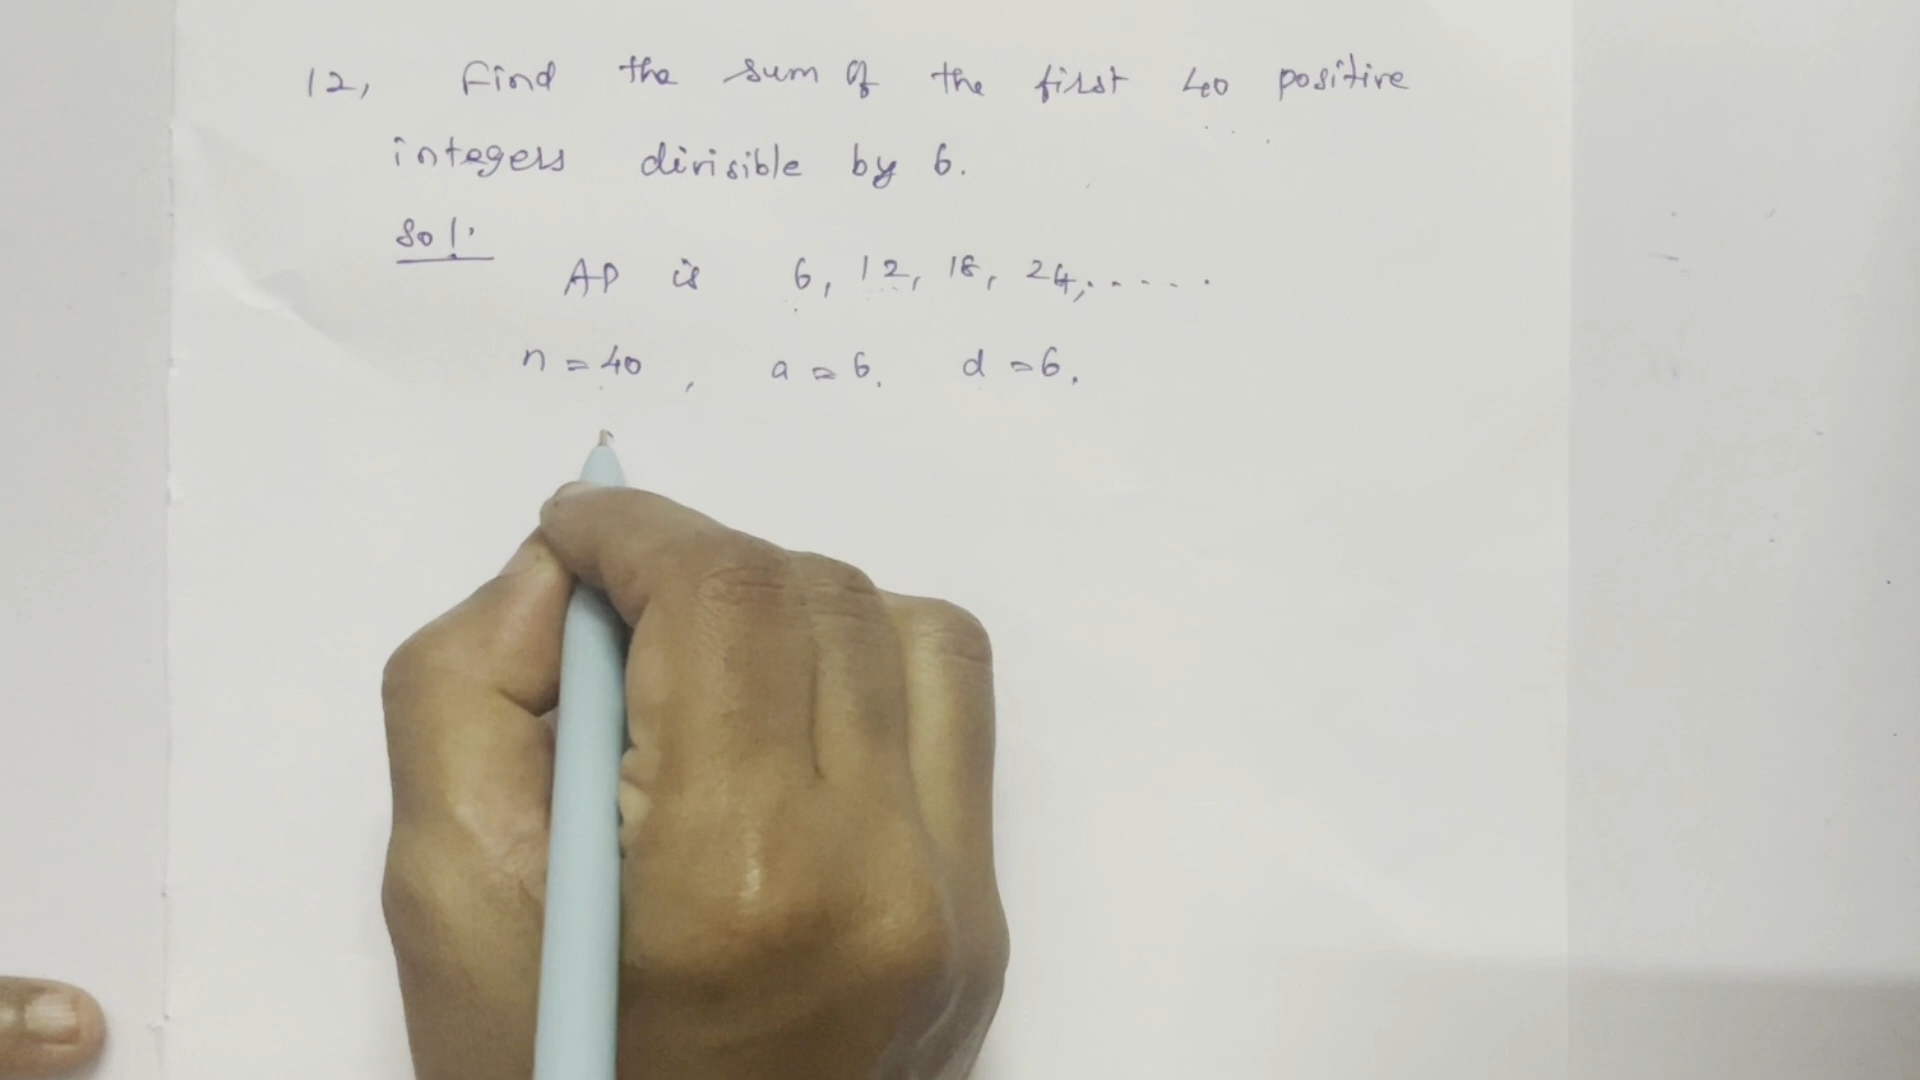 12, Find the sum of the first 40 positive
integers divisible by 6.
Sol:
AP is 6, 12, 18, 24,.....
n = 40, a = 6. d = 6.